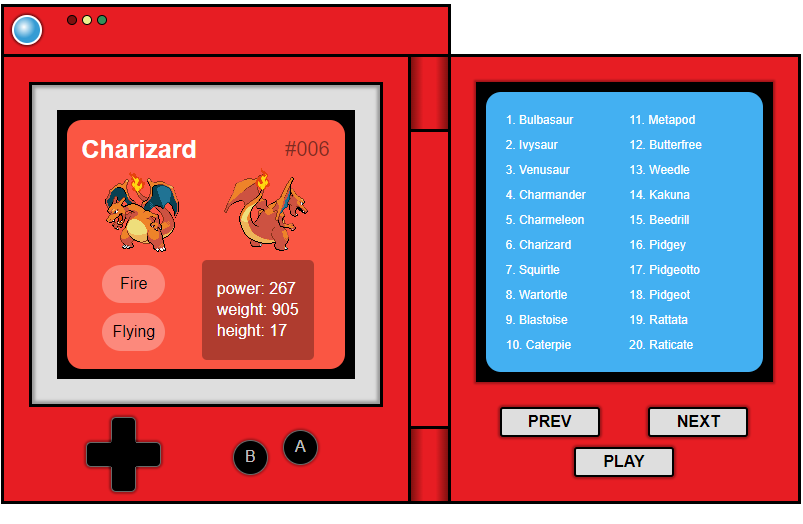 Charizard #006
Fire
Flying
power: 267
weight: 905
height: 17
B A
1. Bulbasaur
2. Ivysaur
3. Venusaur
4. Charmander
5. Charmeleon
6. Charizard
7. Squirtle
8. Wartortle
9. Blastoise
10. Caterpie
11. Metapod
12. Butterfree
13. Weedle
14. Kakuna
15. Beedrill
16. Pidgey
17. Pidgeotto
18. Pidgeot
19. Rattata
20. Raticate
PREV NEXT
PLAY